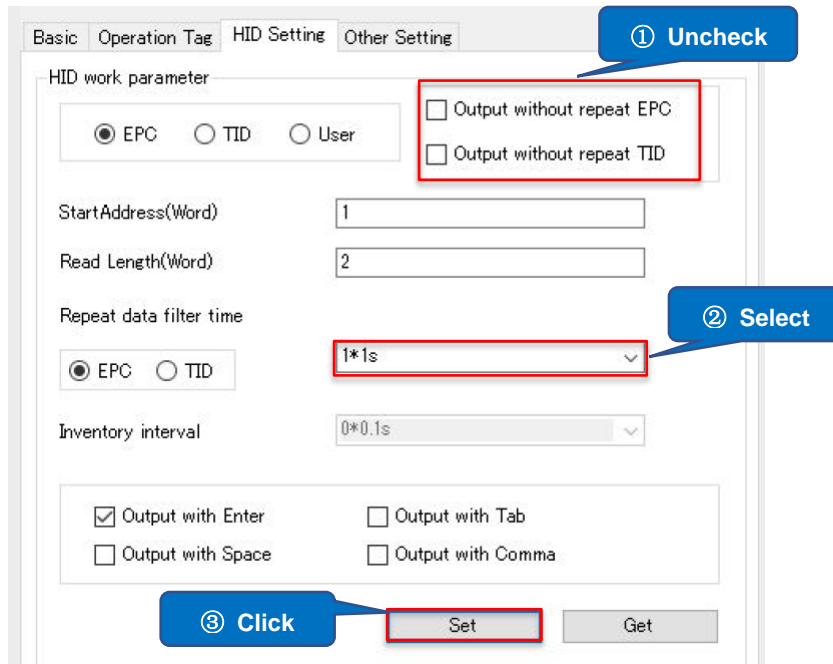 Basic Operation Tag HID Setting Other Setting
① Uncheck
HID work parameter
EPC TID User
Output without repeat EPC
Output without repeat TID
StartAddress(Word) 1
Read Length(Word) 2
Repeat data filter time
② Select
EPC TID 1*1s
Inventory interval 0*0.1s
Output with Enter Output with Tab
Output with Space Output with Comma
③ Click Set Get